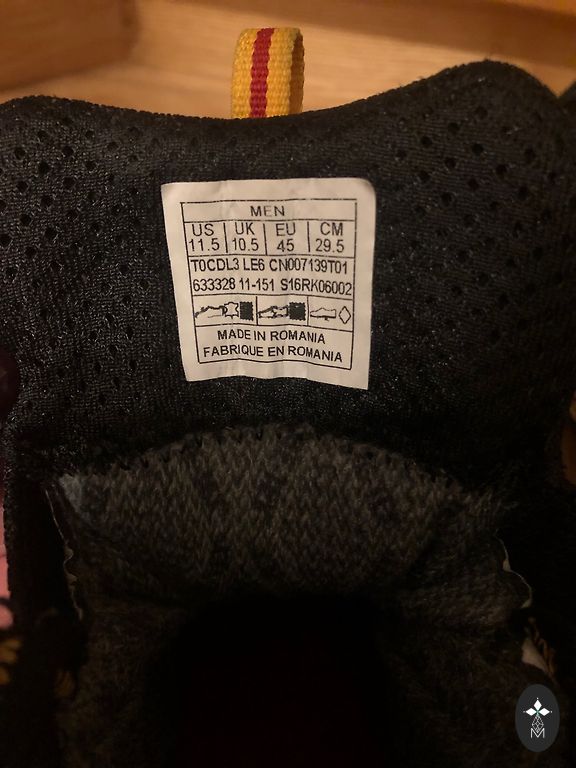 MEN
US UK EU CM
11.5 10.5 45 29.5
T0CDL3 LE6 CN007139T01
633328 11-151 S16RK06002
MADE IN ROMANIA
FABRIQUE EN ROMANIA
M